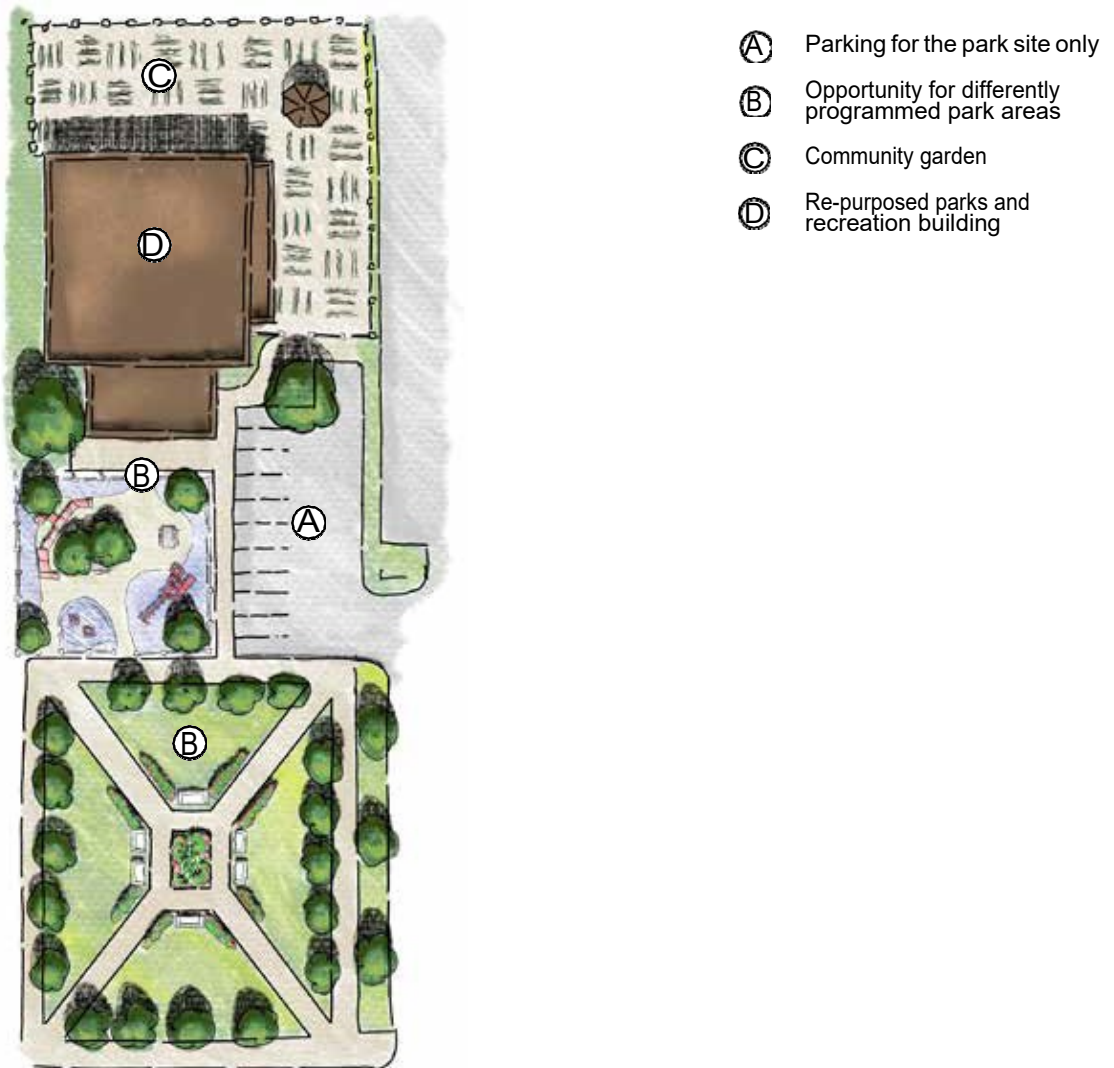 C
D
B
A
B
A Parking for the park site only
B Opportunity for differently
programmed park areas
C Community garden
D Re-purposed parks and
recreation building